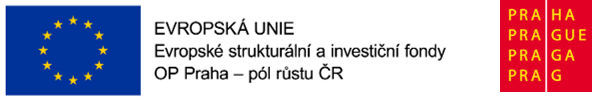 EVROPSKÁ UNIE
Evropské strukturální a investiční fondy
OP Praha – pól růstu ČR
PRA HA
PRA GUE
PRA GA
PRA G